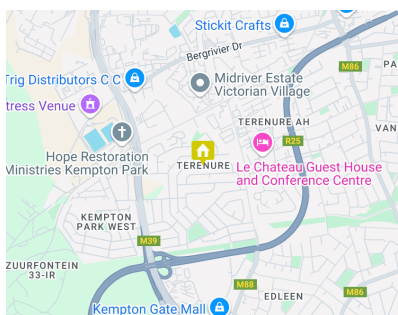 Stickit Crafts
Bergrivier Dr
M86
PA
Trig Distributors C C
Midriver Estate
Victorian Village
tress Venue
TERENURE AH
VAN
R25
Hope Restoration
Ministries Kempton Park
TERENURE
Le Chateau Guest House
and Conference Centre
KEMPTON
PARK WEST
M39
ZUURFONTEIN
33-IR
M88
EDLEEN
M86
Kempton Gate Mall